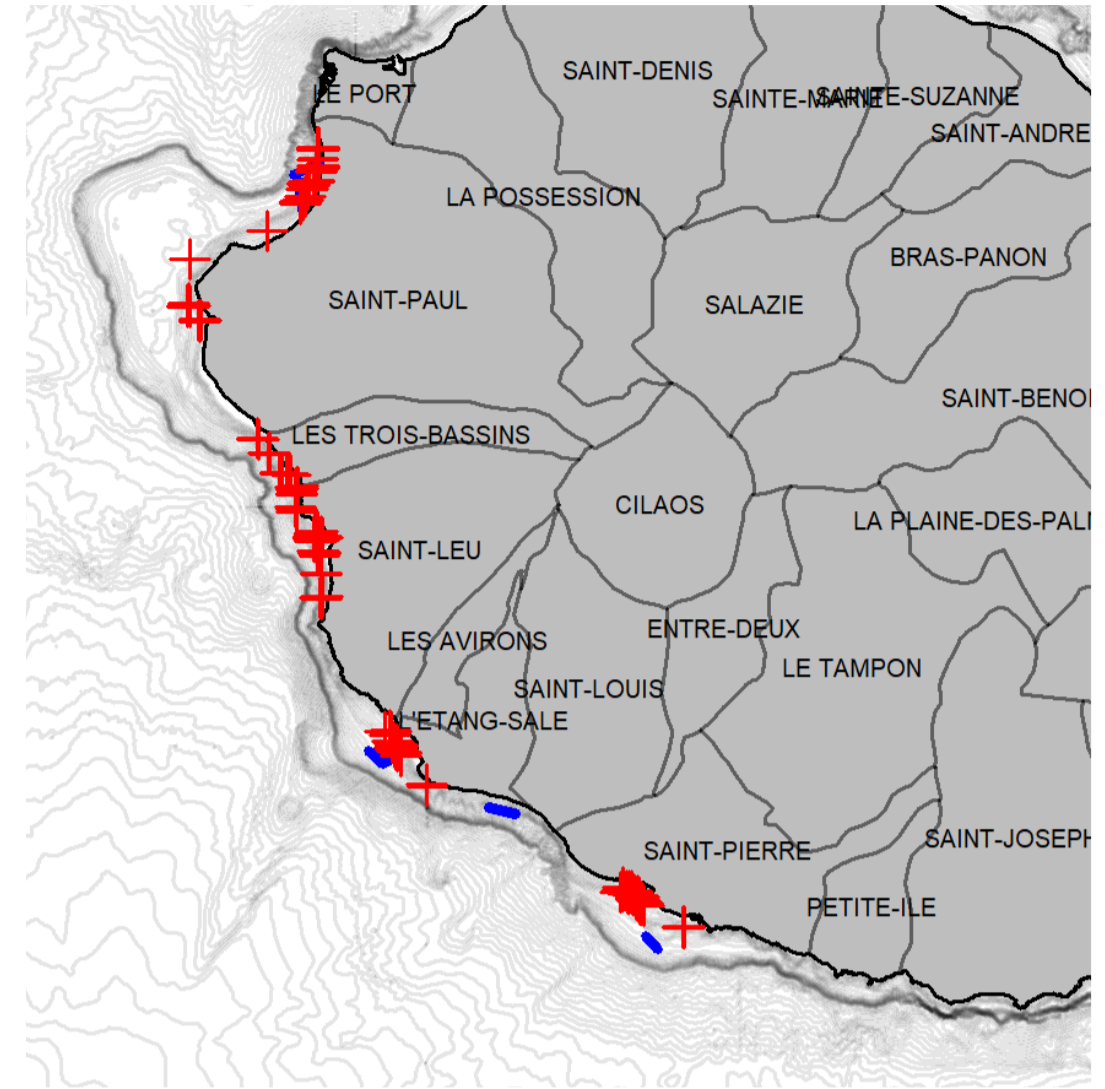 SAINT-DENIS
LE PORT
SAINTE-MARIE
SAINTE-SUZANNE
SAINT-ANDRE
LA POSSESSION
BRAS-PANON
SAINT-PAUL
SALAZIE
SAINT-BENOI
LES TROIS-BASSINS
CILAOS
LA PLAINE-DES-PALM
SAINT-LEU
ENTRE-DEUX
LES AVIRONS
LE TAMPON
SAINT-LOUIS
L'ETANG-SALE
SAINT-JOSEPH
SAINT-PIERRE
PETITE-ILE